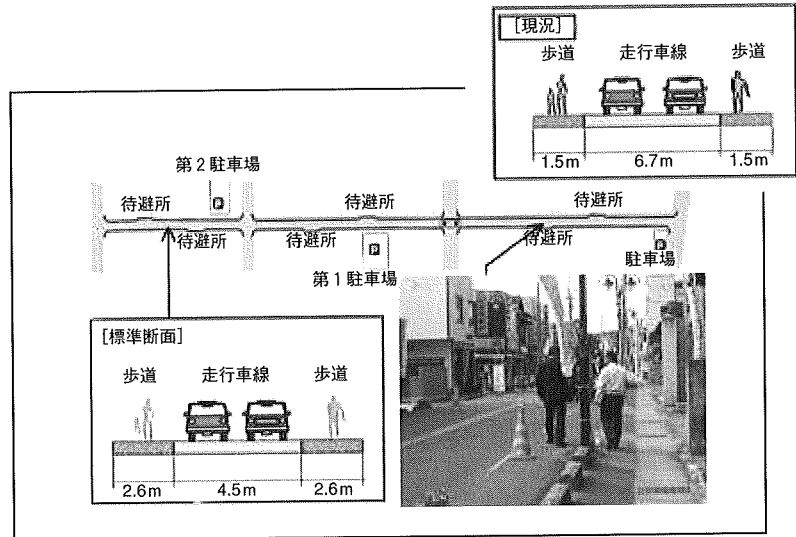 [現況]
歩道 走行車線 歩道
1.5m 6.7m 1.5m
第2駐車場
待避所 待避所 待避所
P
待避所 待避所 待避所
P P
第1駐車場 駐車場
[標準断面]
歩道 走行車線 歩道
2.6m 4.5m 2.6m